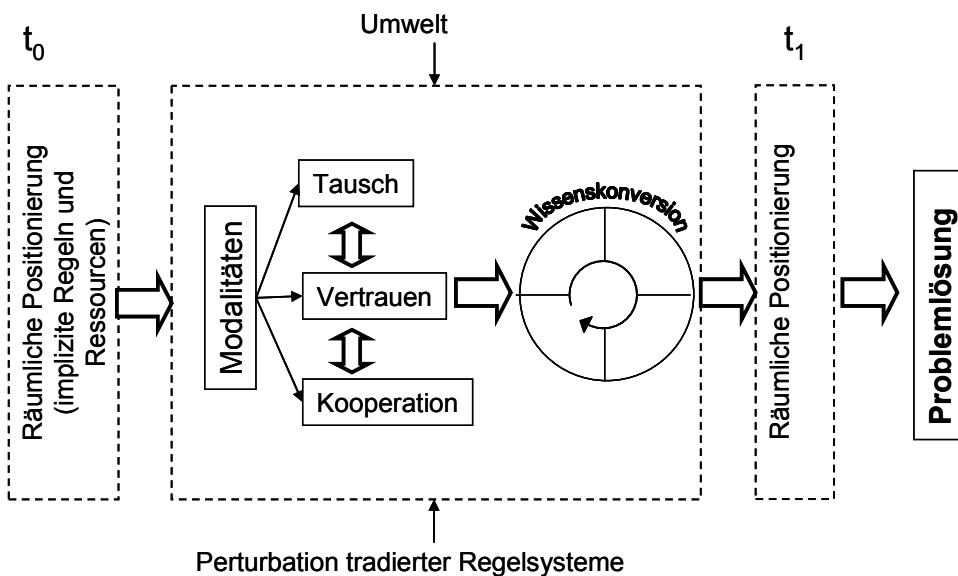 Umwelt
t0
t1
Räumliche Positionierung
(implizite Regeln und
Ressourcen)
Modalitäten
Tausch
Vertrauen
Kooperation
Wissenskonversion
Räumliche Positionierung
Problemlösung
Perturbation tradierter Regelsysteme